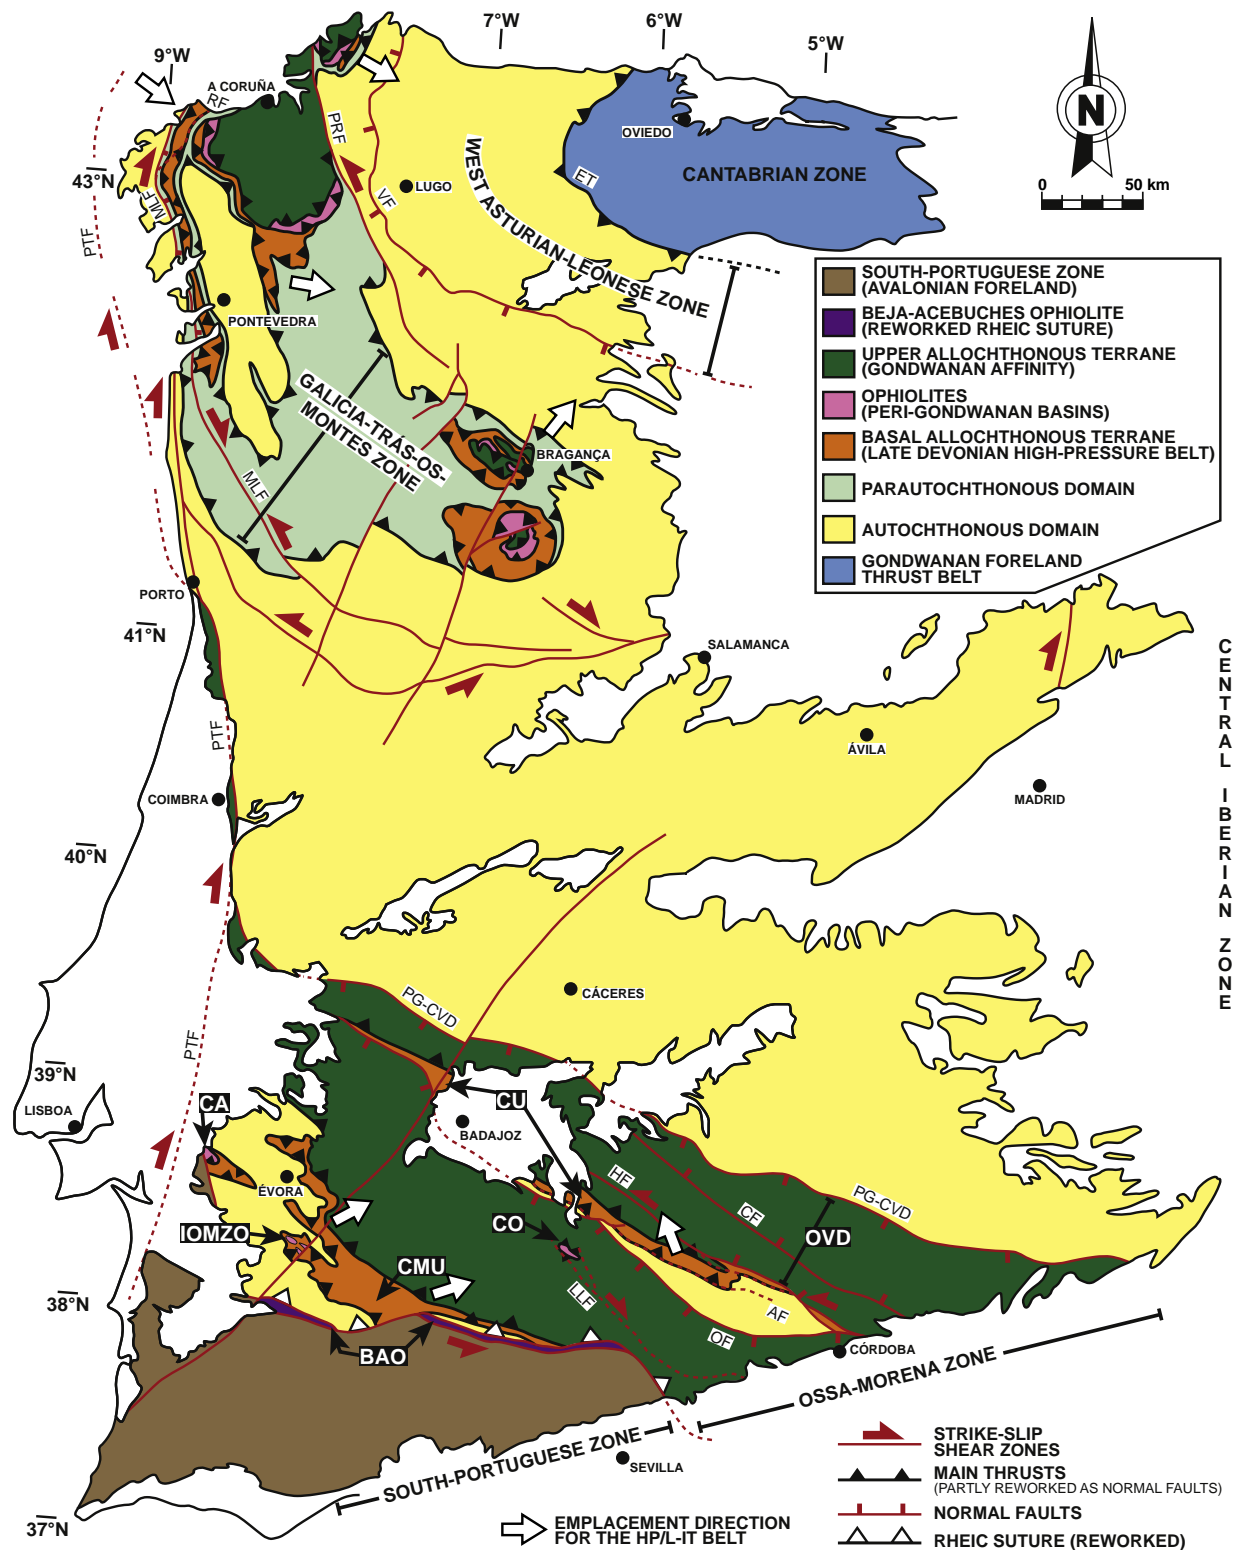 7°W
6°W
5°W
9°W
A CORUÑA
RF
PRF
OVIEDO
CANTABRIAN ZONE
WEST ASTURIAN-LEONESE ZONE
ET
LUGO
VF
43°N
MLF
PTF
N
0
50 km
PONTEVEDRA
GALICIA-TRÁS-OS-
MONTES ZONE
BRAGANÇA
MLF
SOUTH-PORTUGUESE ZONE
(AVALONIAN FORELAND)
BEJA-ACEBUCHES OPHIOLITE
(REWORKED RHEIC SUTURE)
UPPER ALLOCHTHONOUS TERRANE
(GONDWANAN AFFINITY)
OPHIOLITES
(PERI-GONDWANAN BASINS)
BASAL ALLOCHTHONOUS TERRANE
(LATE DEVONIAN HIGH-PRESSURE BELT)
PARAUTOCHTHONOUS DOMAIN
AUTOCHTHONOUS DOMAIN
GONDWANAN FORELAND
THRUST BELT
PORTO
41°N
SALAMANCA
CENTRAL IBERIAN ZONE
PTF
ÁVILA
COIMBRA
MADRID
40°N
CÁCERES
PG-CVD
PTF
39°N
LISBOA
CA
CU
BADAJOZ
ÉVORA
HF
CF
PG-CVD
IOMZO
CO
OVD
CMU
LLF
AF
OF
38°N
BAO
CÓRDOBA
OSSA-MORENA ZONE
SOUTH-PORTUGUESE ZONE
SEVILLA
37°N
EMPLACEMENT DIRECTION
FOR THE HP/L-IT BELT
STRIKE-SLIP
SHEAR ZONES
MAIN THRUSTS
(PARTLY REWORKED AS NORMAL FAULTS)
NORMAL FAULTS
RHEIC SUTURE (REWORKED)